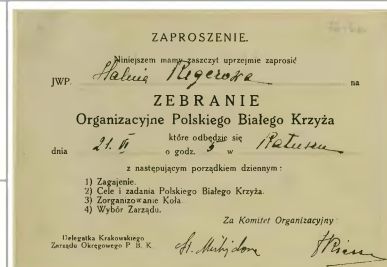 ZAPROSZENIE.
Niniejszem mamy zaszczyt uprzejmie zaprosić
JWP. Halnię Regerowa na
ZEBRANIE
Organizacyjne Polskiego Białego Krzyża
które odbędzie się
dnia 21. VI o godz. 5 w Ratuszu
z następującym porządkiem dziennym :
1) Zagajenie.
2) Cele i zadania Polskiego Białego Krzyża.
3) Zorganizowanie Koła.
4) Wybór Zarządu.
Za Komitet Organizacyjny :
Delegatka Krakowskiego
Zarządu Okręgowego P. B. K.